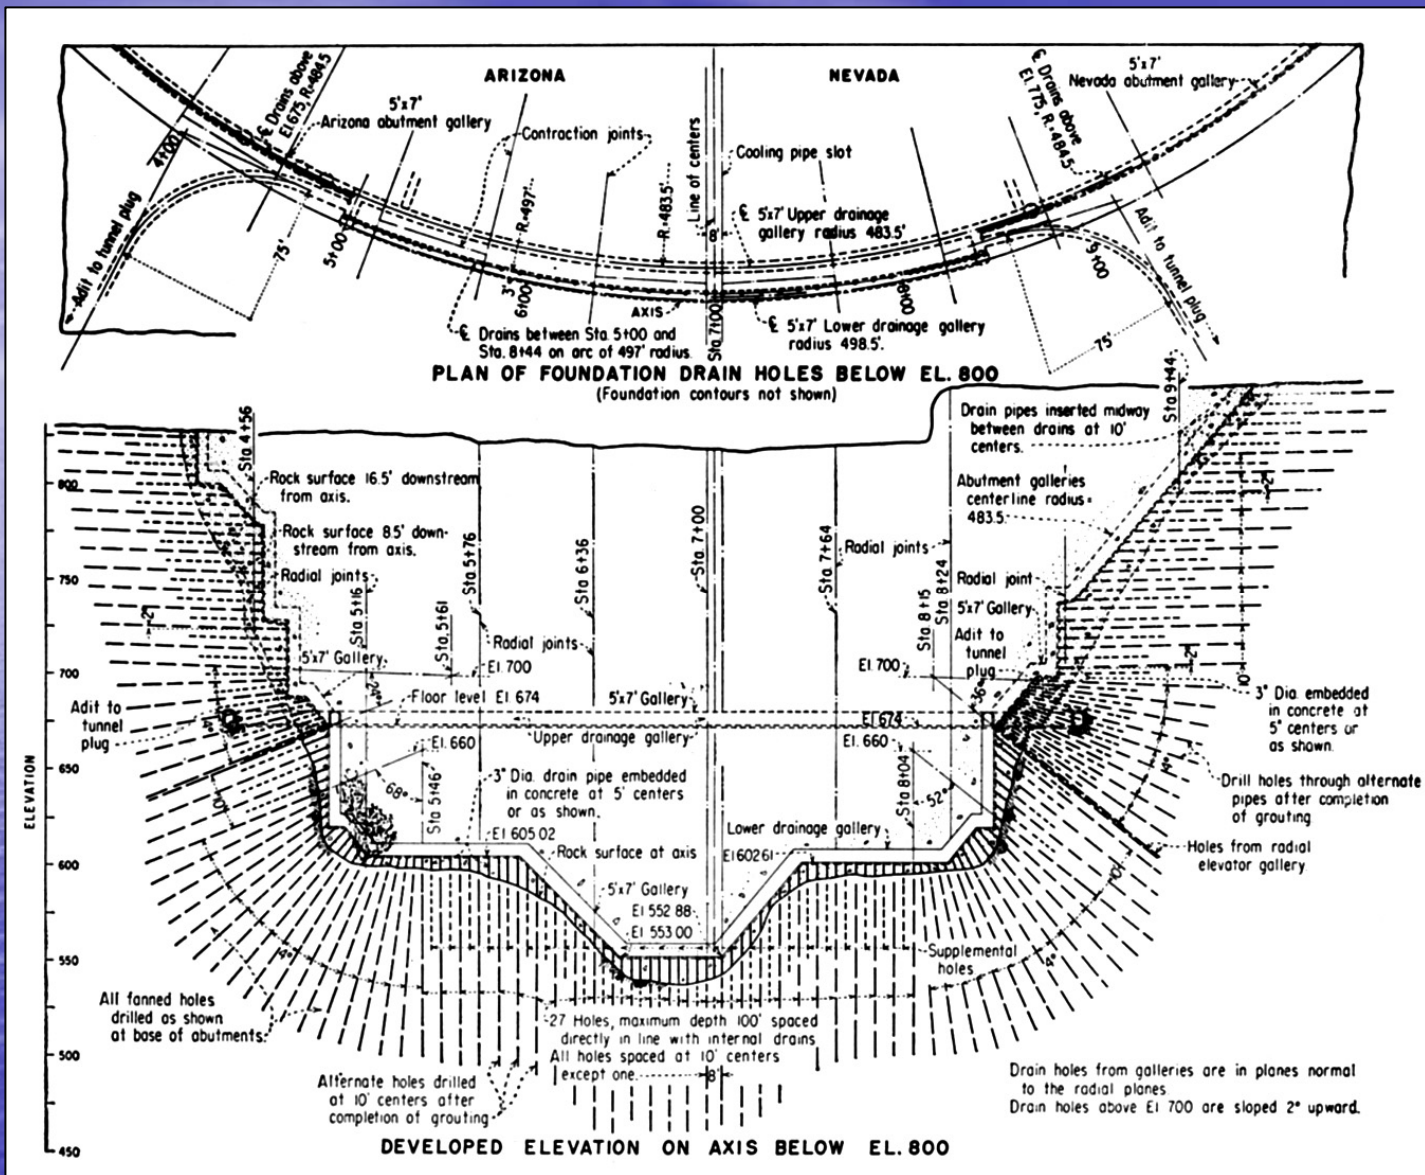 ARIZONA
NEVADA
℄ Drains above
El. 675, R.=484.5
5'x7'
Arizona abutment gallery
Contraction joints
Line of centers
Cooling pipe slot
℄ Drains above
El. 775, R.=484.5
5'x7'
Nevada abutment gallery
4+00
Adit to tunnel plug
75'
5+00
R.=497'
R.=483.5'
8'
℄ 5'x7' Upper drainage
gallery radius 483.5'
9+00
Adit to tunnel plug
3'
6+00
AXIS
Sta. 7+00
8+00
75'
℄ Drains between Sta. 5+00 and
Sta. 8+44 on arc of 497' radius.
℄ 5'x7' Lower drainage gallery
radius 498.5'.
PLAN OF FOUNDATION DRAIN HOLES BELOW EL. 800
(Foundation contours not shown)
Sta 4+56
Sta 9+44
Drain pipes inserted midway
between drains at 10'
centers.
Rock surface 16.5' downstream
from axis.
Abutment galleries
centerline radius=
483.5.
2°
Rock surface 8.5' down-
stream from axis.
Radial joints
Sta 5+16
Sta 5+61
Sta 5+76
Sta 6+36
Sta 7+00
Sta 7+64
Radial joints
Sta 8+15
Sta 8+24
Radial joint
5'x7' Gallery
Adit to
tunnel
plug
2°
Radial joints
5'x7' Gallery
El. 700
El. 700
2°
10'
24°
56°
Floor level El 674
5'x7' Gallery
El 674
Adit to
tunnel
plug
4°
Upper drainage gallery
El. 660
El. 660
3" Dia. embedded
in concrete at
5' centers or
as shown.
68°
Sta 5+46
3" Dia. drain pipe embedded
in concrete at 5' centers
or as shown.
Sta 8+04
52°
4°
Drill holes through alternate
pipes after completion
of grouting
10'
El 605 02
Lower drainage gallery
Rock surface at axis
El 602 61
Holes from radial
elevator gallery.
10'
5'x7' Gallery
El 552 88
El 553 00
Supplemental
holes
4°
4°
All fanned holes
drilled as shown
at base of abutments.
27 Holes, maximum depth 100' spaced
directly in line with internal drains
All holes spaced at 10' centers
except one.
8'
Alternate holes drilled
at 10' centers after
completion of grouting
Drain holes from galleries are in planes normal
to the radial planes.
Drain holes above El 700 are sloped 2° upward.
ELEVATION
800
750
700
650
600
550
500
450
DEVELOPED ELEVATION ON AXIS BELOW EL. 800